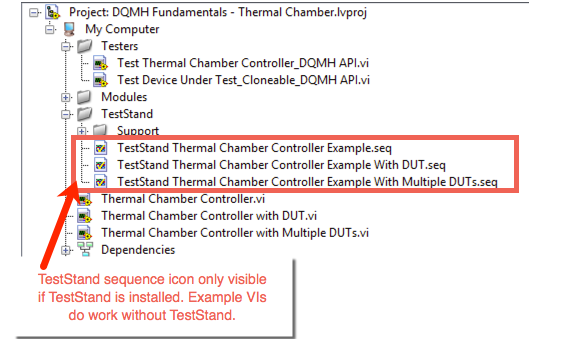 Project: DQMH Fundamentals - Thermal Chamber.lvproj
My Computer
Testers
Test Thermal Chamber Controller_DQMH API.vi
Test Device Under Test_Cloneable_DQMH API.vi
Modules
TestStand
Support
TestStand Thermal Chamber Controller Example.seq
TestStand Thermal Chamber Controller Example With DUT.seq
TestStand Thermal Chamber Controller Example With Multiple DUTs.seq
Thermal Chamber Controller.vi
Thermal Chamber Controller with DUT.vi
Thermal Chamber Controller with Multiple DUTs.vi
Dependencies
TestStand sequence icon only visible
if TestStand is installed. Example VIs
do work without TestStand.